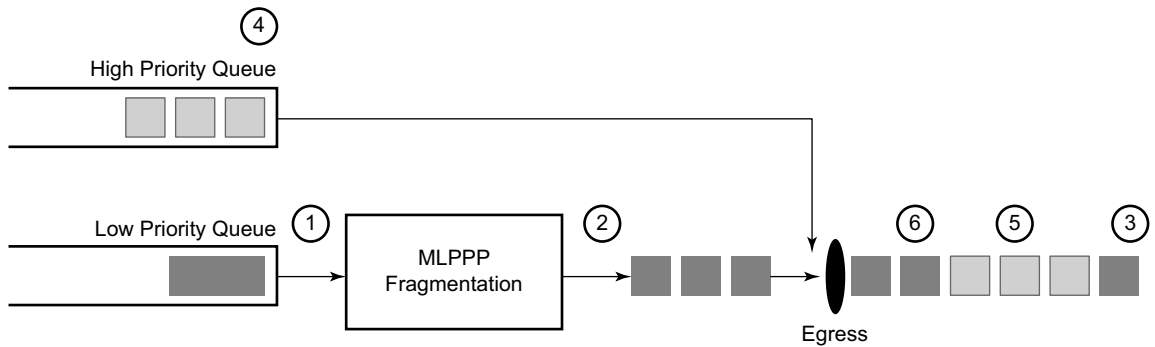 4
High Priority Queue
Low Priority Queue
1
MLPPP
Fragmentation
2
6
5
3
Egress